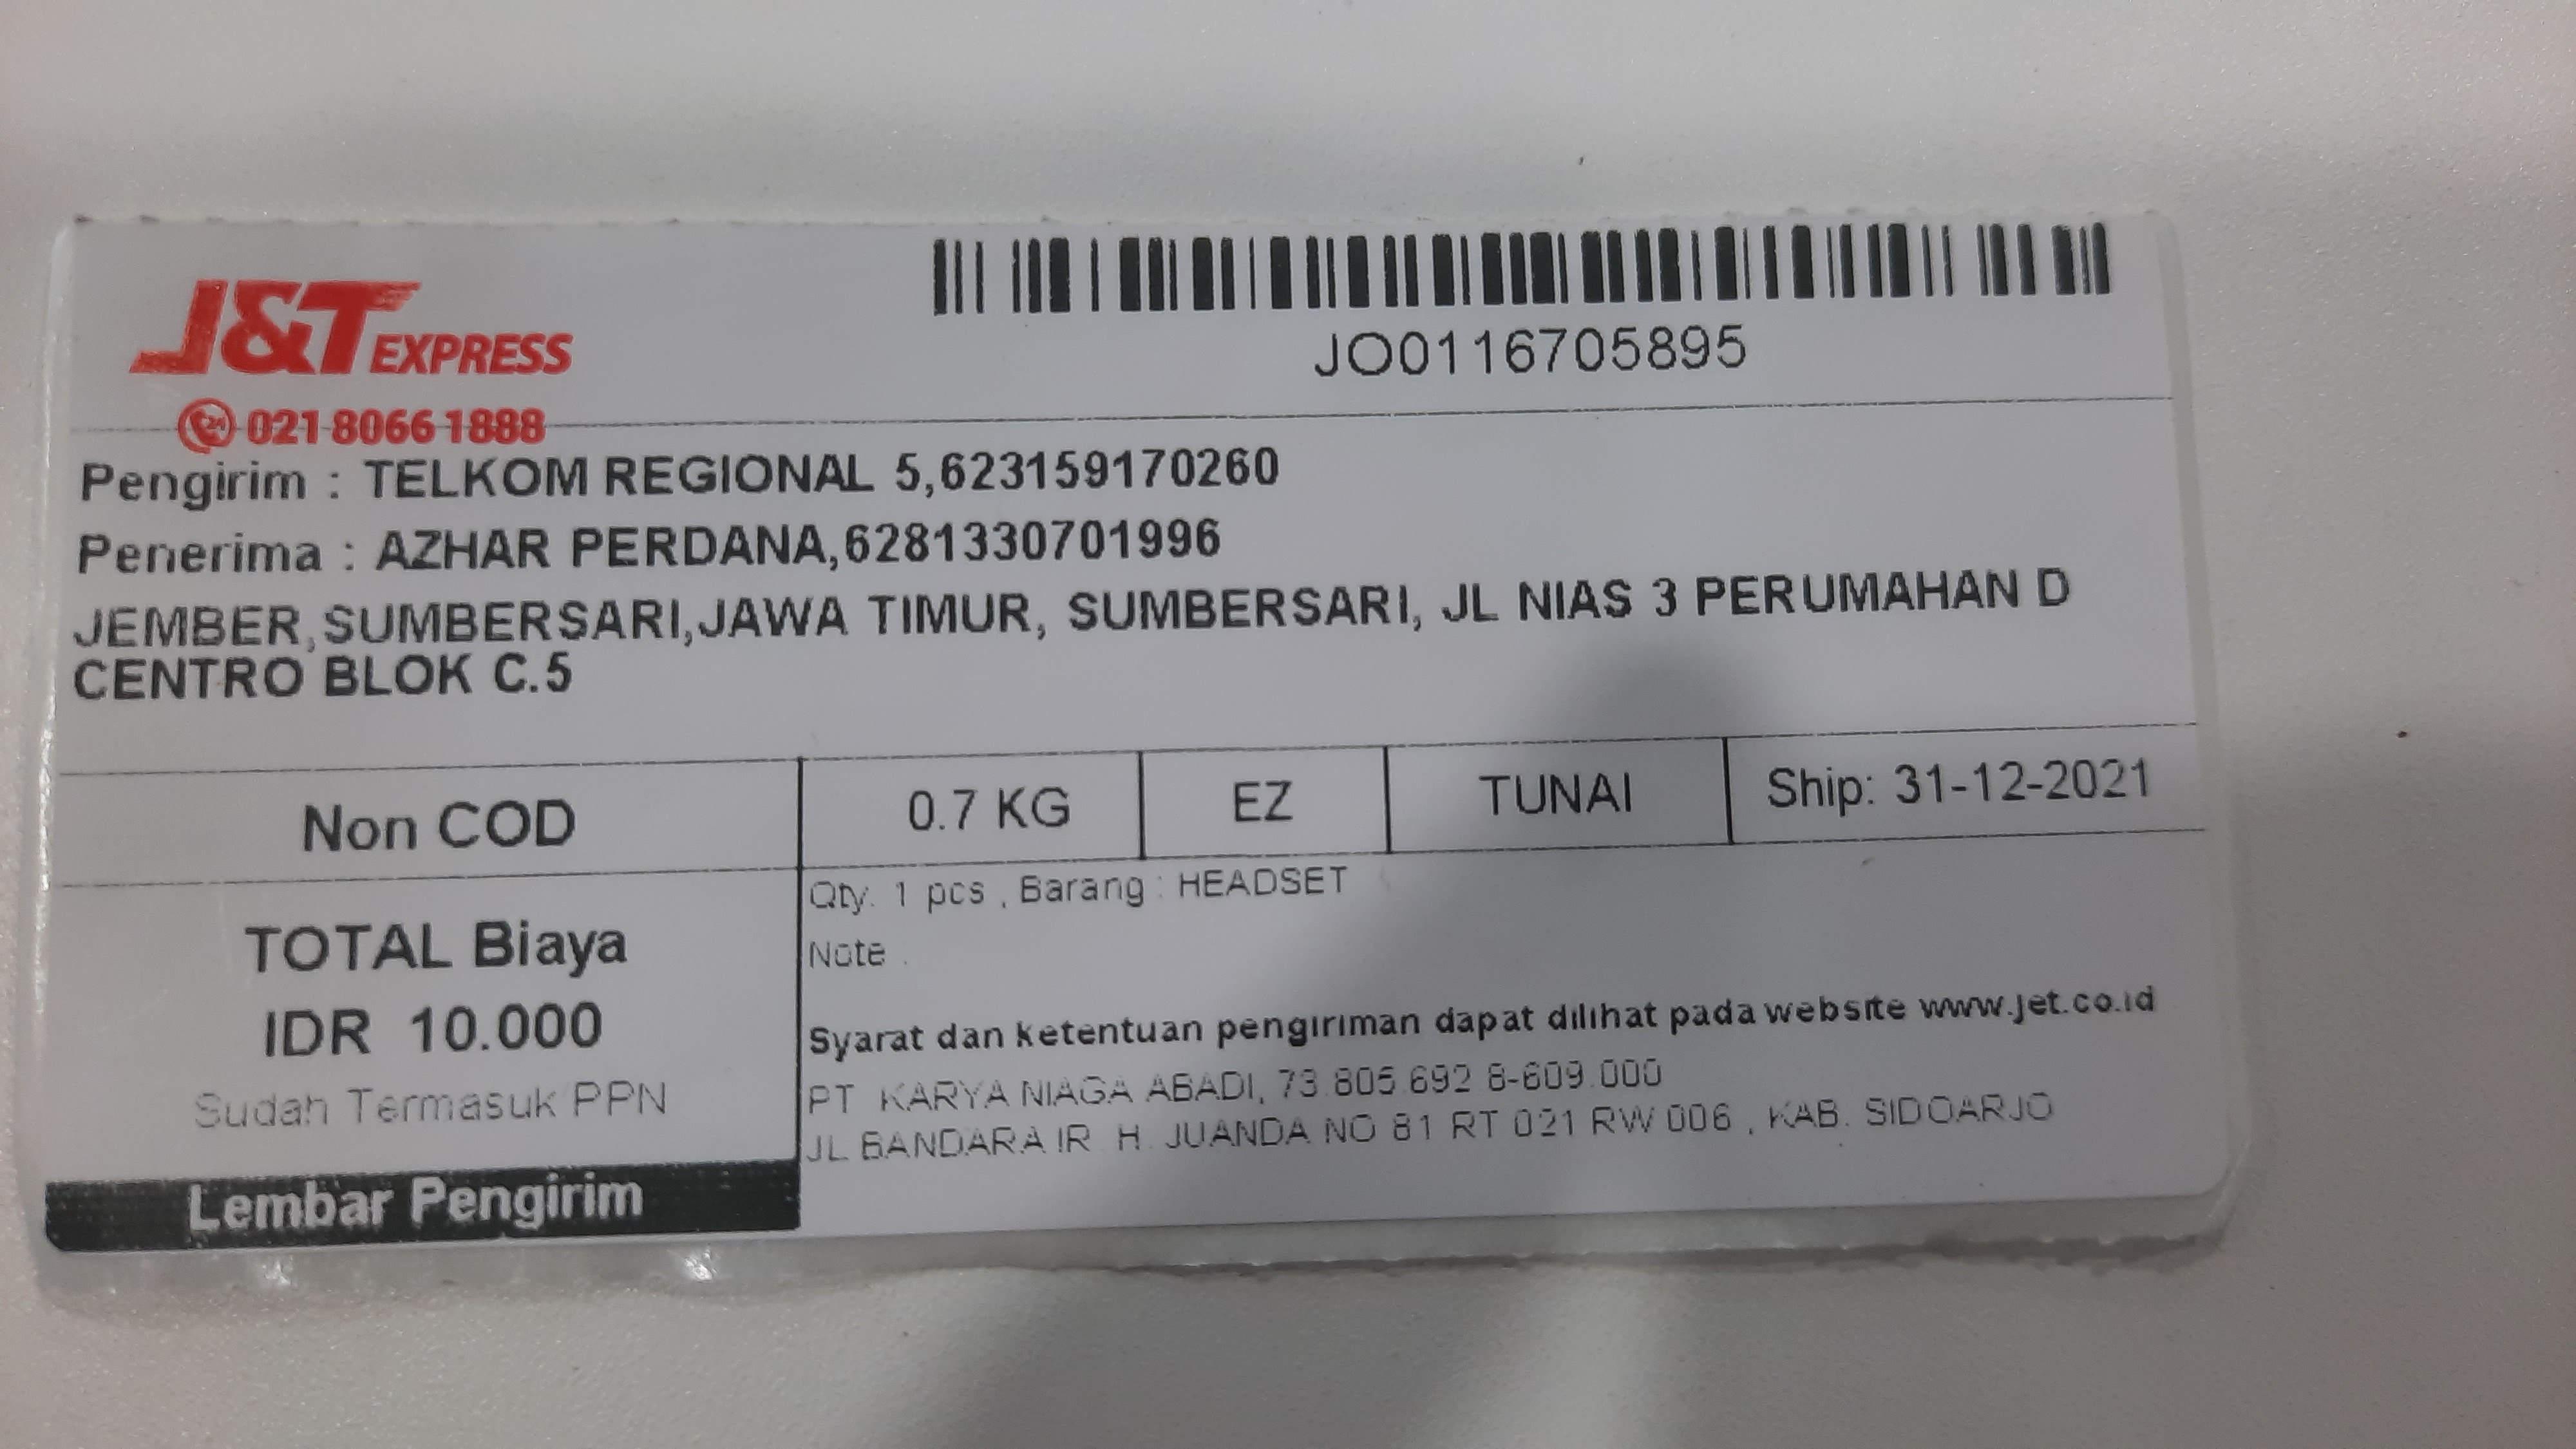 J&T EXPRESS
021-8066-1888
JO0116705895
Pengirim : TELKOM REGIONAL 5,623159170260
Penerima : AZHAR PERDANA,6281330701996
JEMBER,SUMBERSARI,JAWA TIMUR, SUMBERSARI, JL NIAS 3 PERUMAHAN D
CENTRO BLOK C.5
Non COD
0.7 KG
EZ
TUNAI
Ship: 31-12-2021
TOTAL Biaya
IDR 10.000
Sudah Termasuk PPN
Lembar Pengirim
Qty. 1 pcs , Barang : HEADSET
Note :
Syarat dan ketentuan pengiriman dapat dilihat pada website www.jet.co.id
PT KARYA NIAGA ABADI, 73.805.692.8-609.000
JL BANDARA IR. H. JUANDA NO 81 RT 021 RW 006 , KAB. SIDOARJO